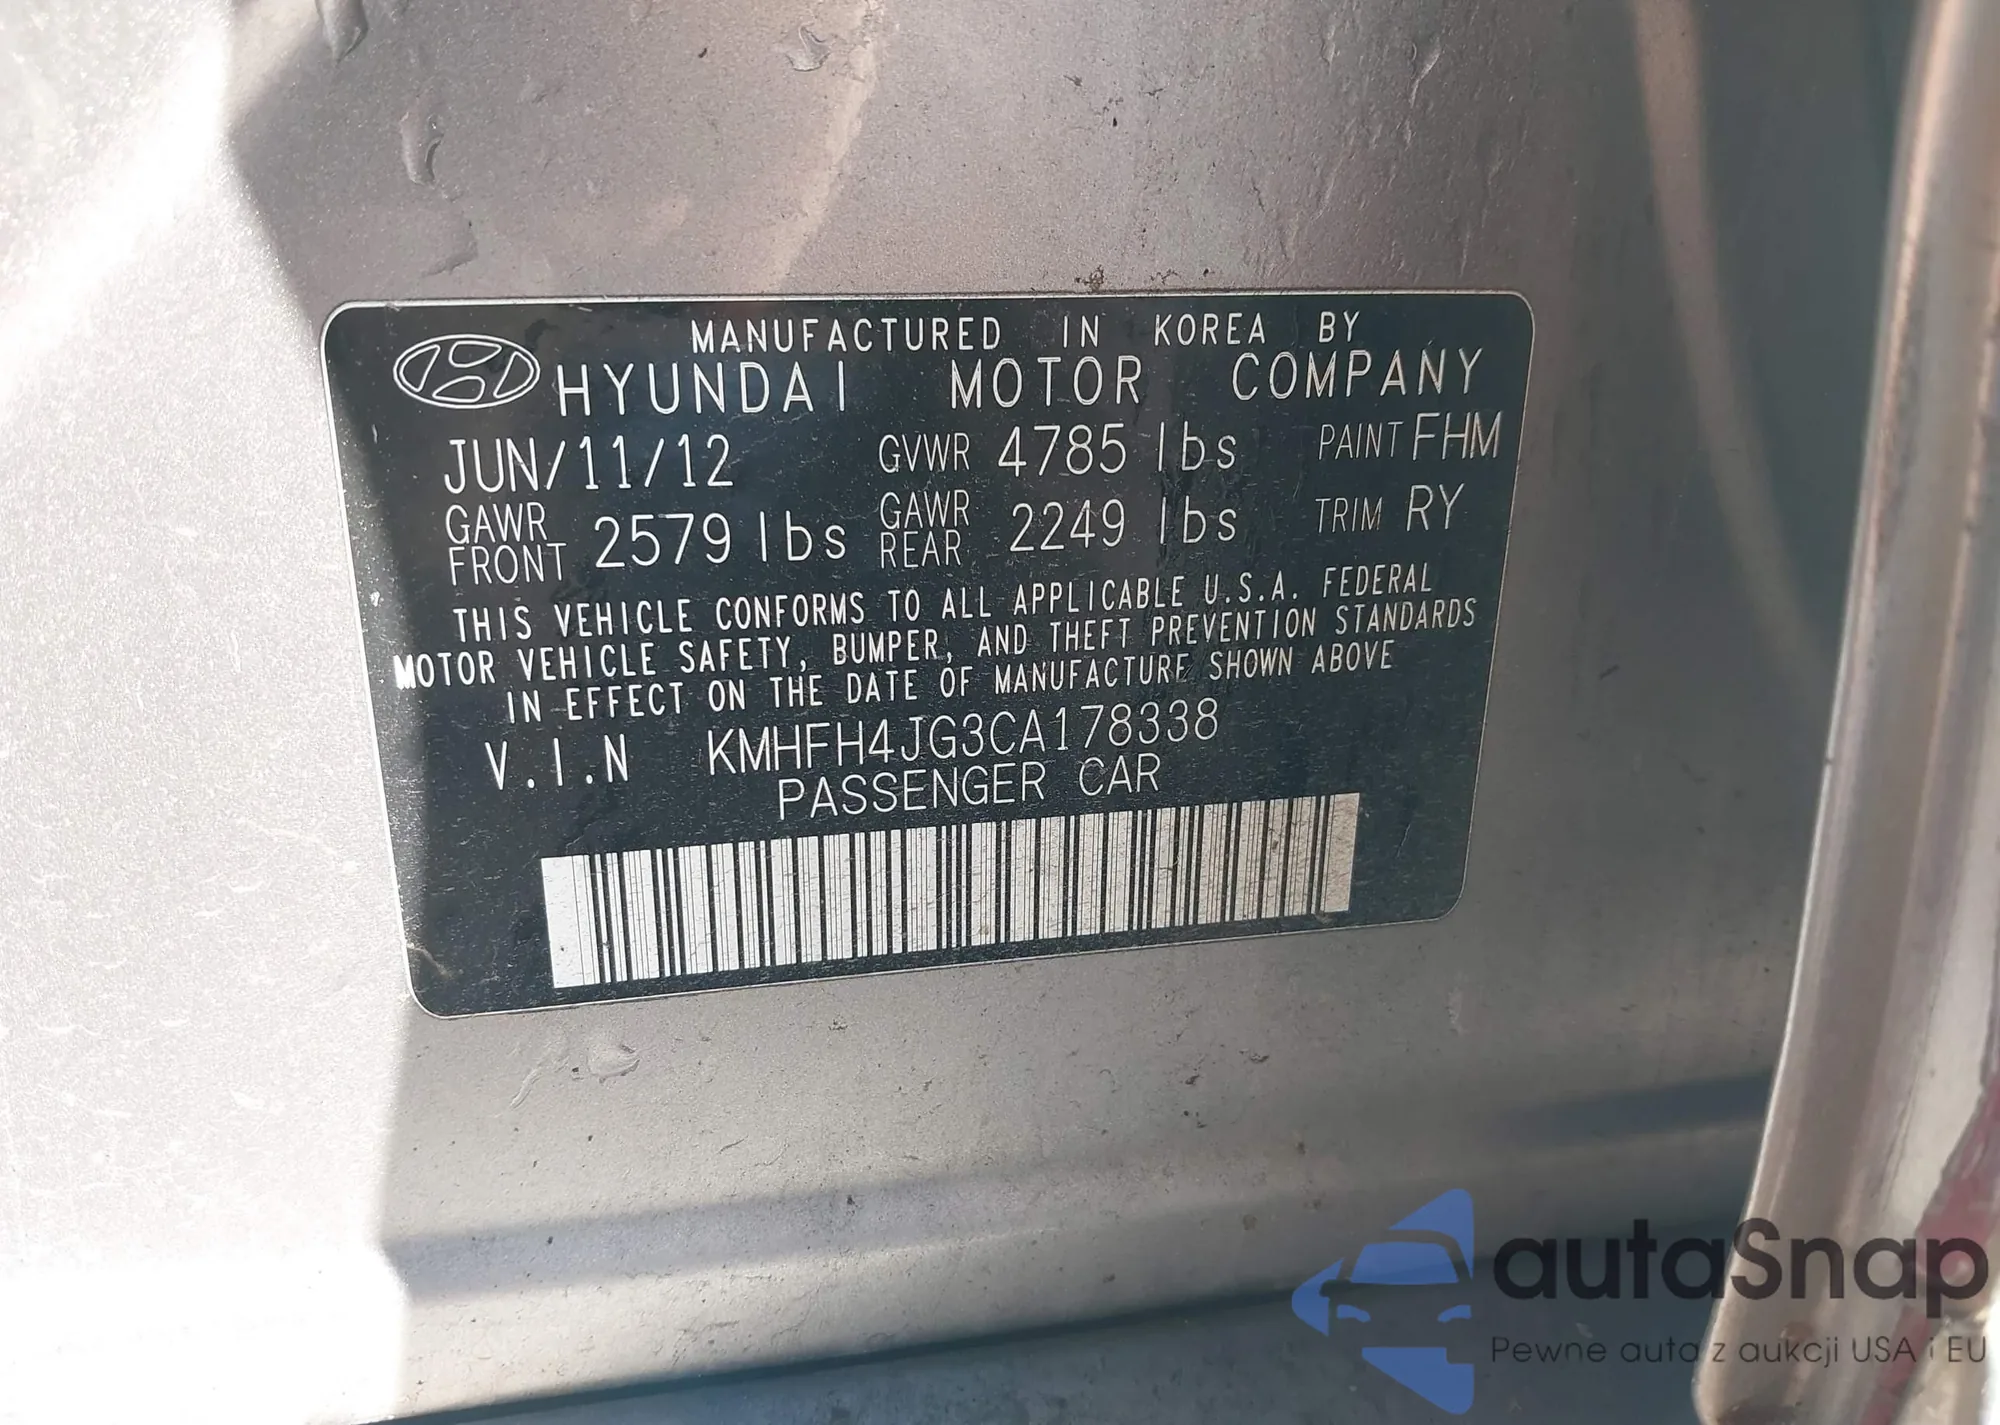 MANUFACTURED IN KOREA BY
HYUNDAI MOTOR COMPANY
JUN/11/12 GVWR 4785 lbs PAINT FHM
GAWR FRONT 2579 lbs GAWR REAR 2249 lbs TRIM RY
THIS VEHICLE CONFORMS TO ALL APPLICABLE U.S.A. FEDERAL
MOTOR VEHICLE SAFETY, BUMPER, AND THEFT PREVENTION STANDARDS
IN EFFECT ON THE DATE OF MANUFACTURE SHOWN ABOVE
V.I.N KMHFH4JG3CA178338
PASSENGER CAR
autaSnap
Pewne auta z aukcji USA i EU